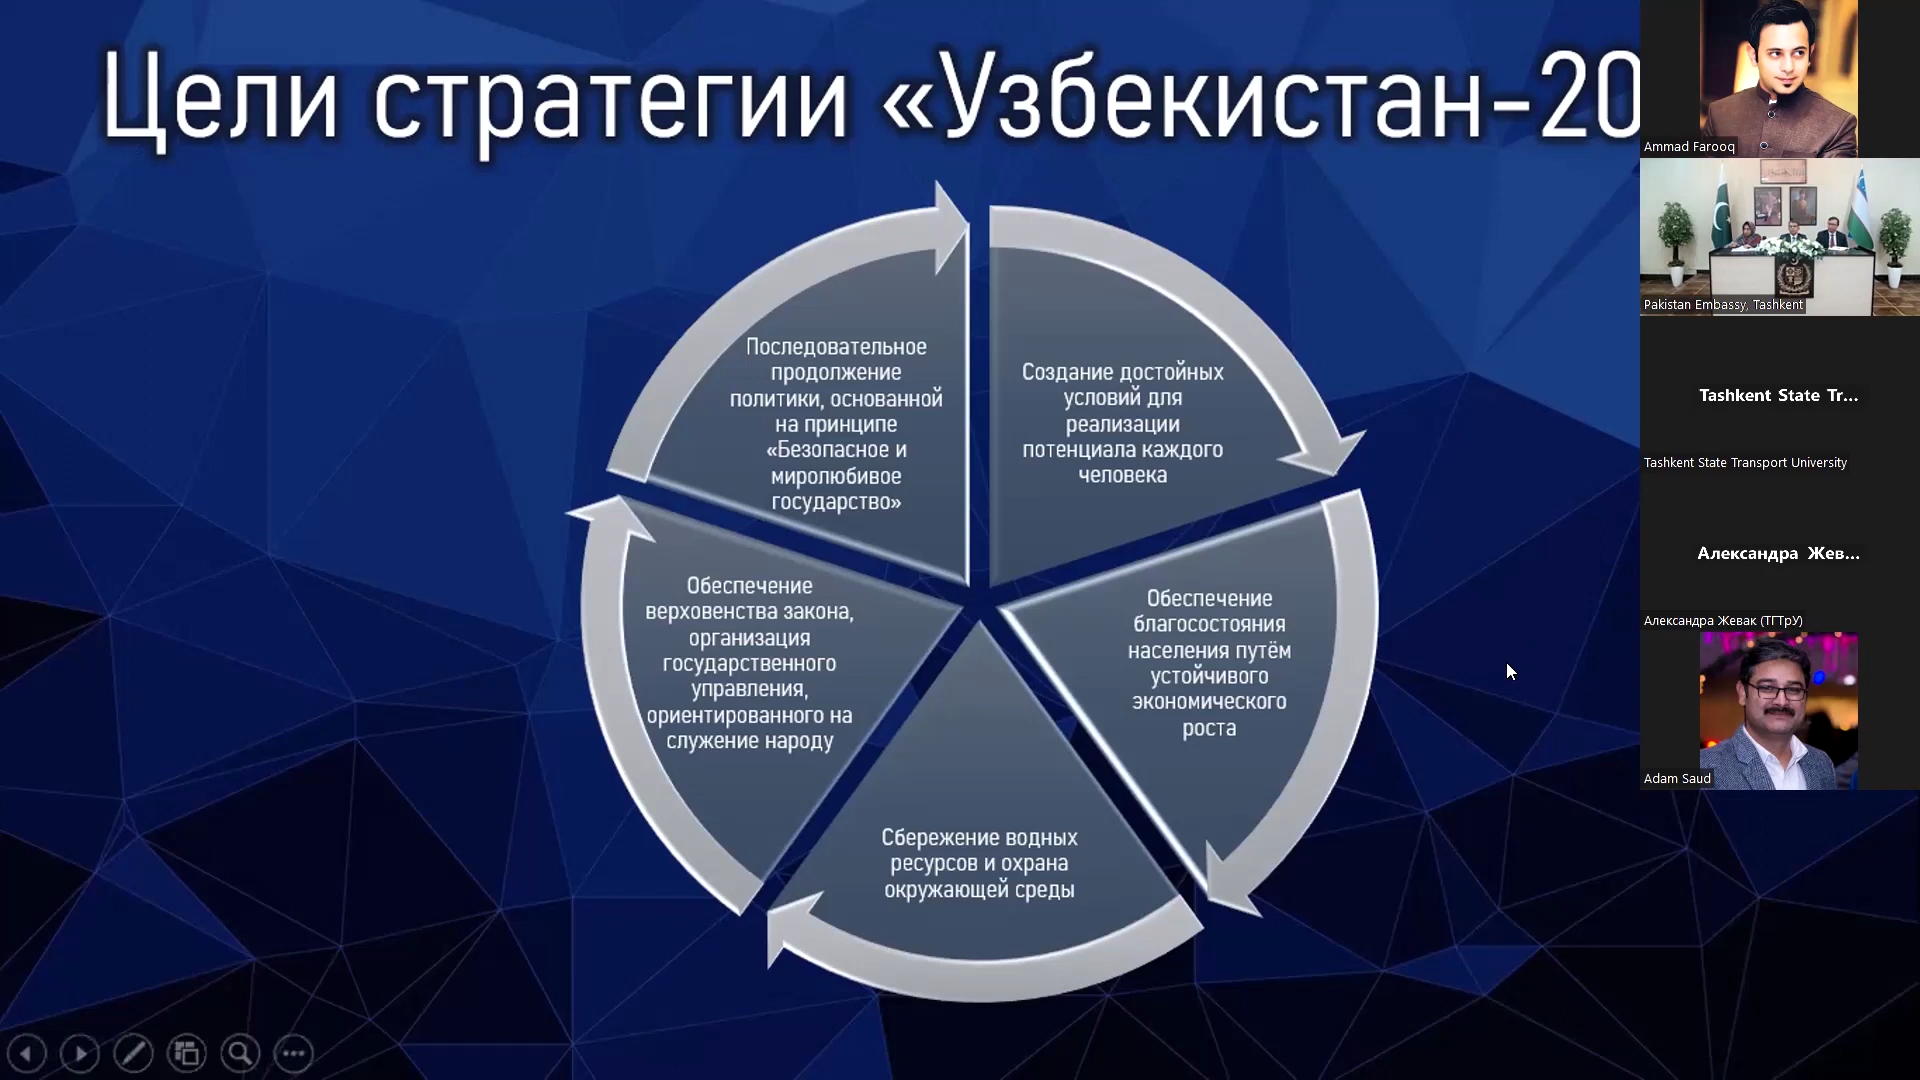 Цели стратегии «Узбекистан-20
Последовательное
продолжение
политики, основанной
на принципе
«Безопасное и
миролюбивое
государство»
Создание достойных
условий для
реализации
потенциала каждого
человека
Обеспечение
верховенства закона,
организация
государственного
управления,
ориентированного на
служение народу
Обеспечение
благосостояния
населения путём
устойчивого
экономического
роста
Сбережение водных
ресурсов и охрана
окружающей среды
Ammad Farooq
Pakistan Embassy, Tashkent
Tashkent State Tr...
Tashkent State Transport University
Александра Жев...
Александра Жевак (ТГТрУ)
Adam Saud